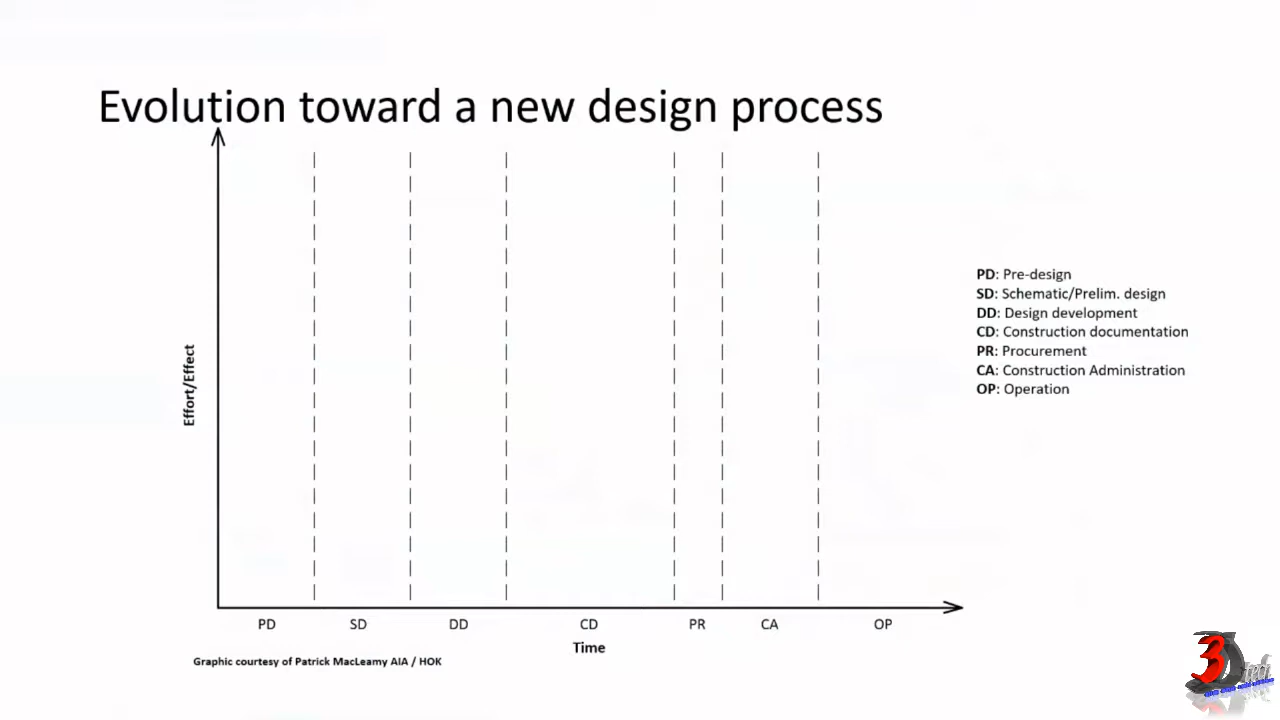 Evolution toward a new design process
Effort/Effect
PD: Pre-design
SD: Schematic/Prelim. design
DD: Design development
CD: Construction documentation
PR: Procurement
CA: Construction Administration
OP: Operation
PD SD DD CD PR CA OP
Time
Graphic courtesy of Patrick MacLeamy AIA / HOK
3D tech